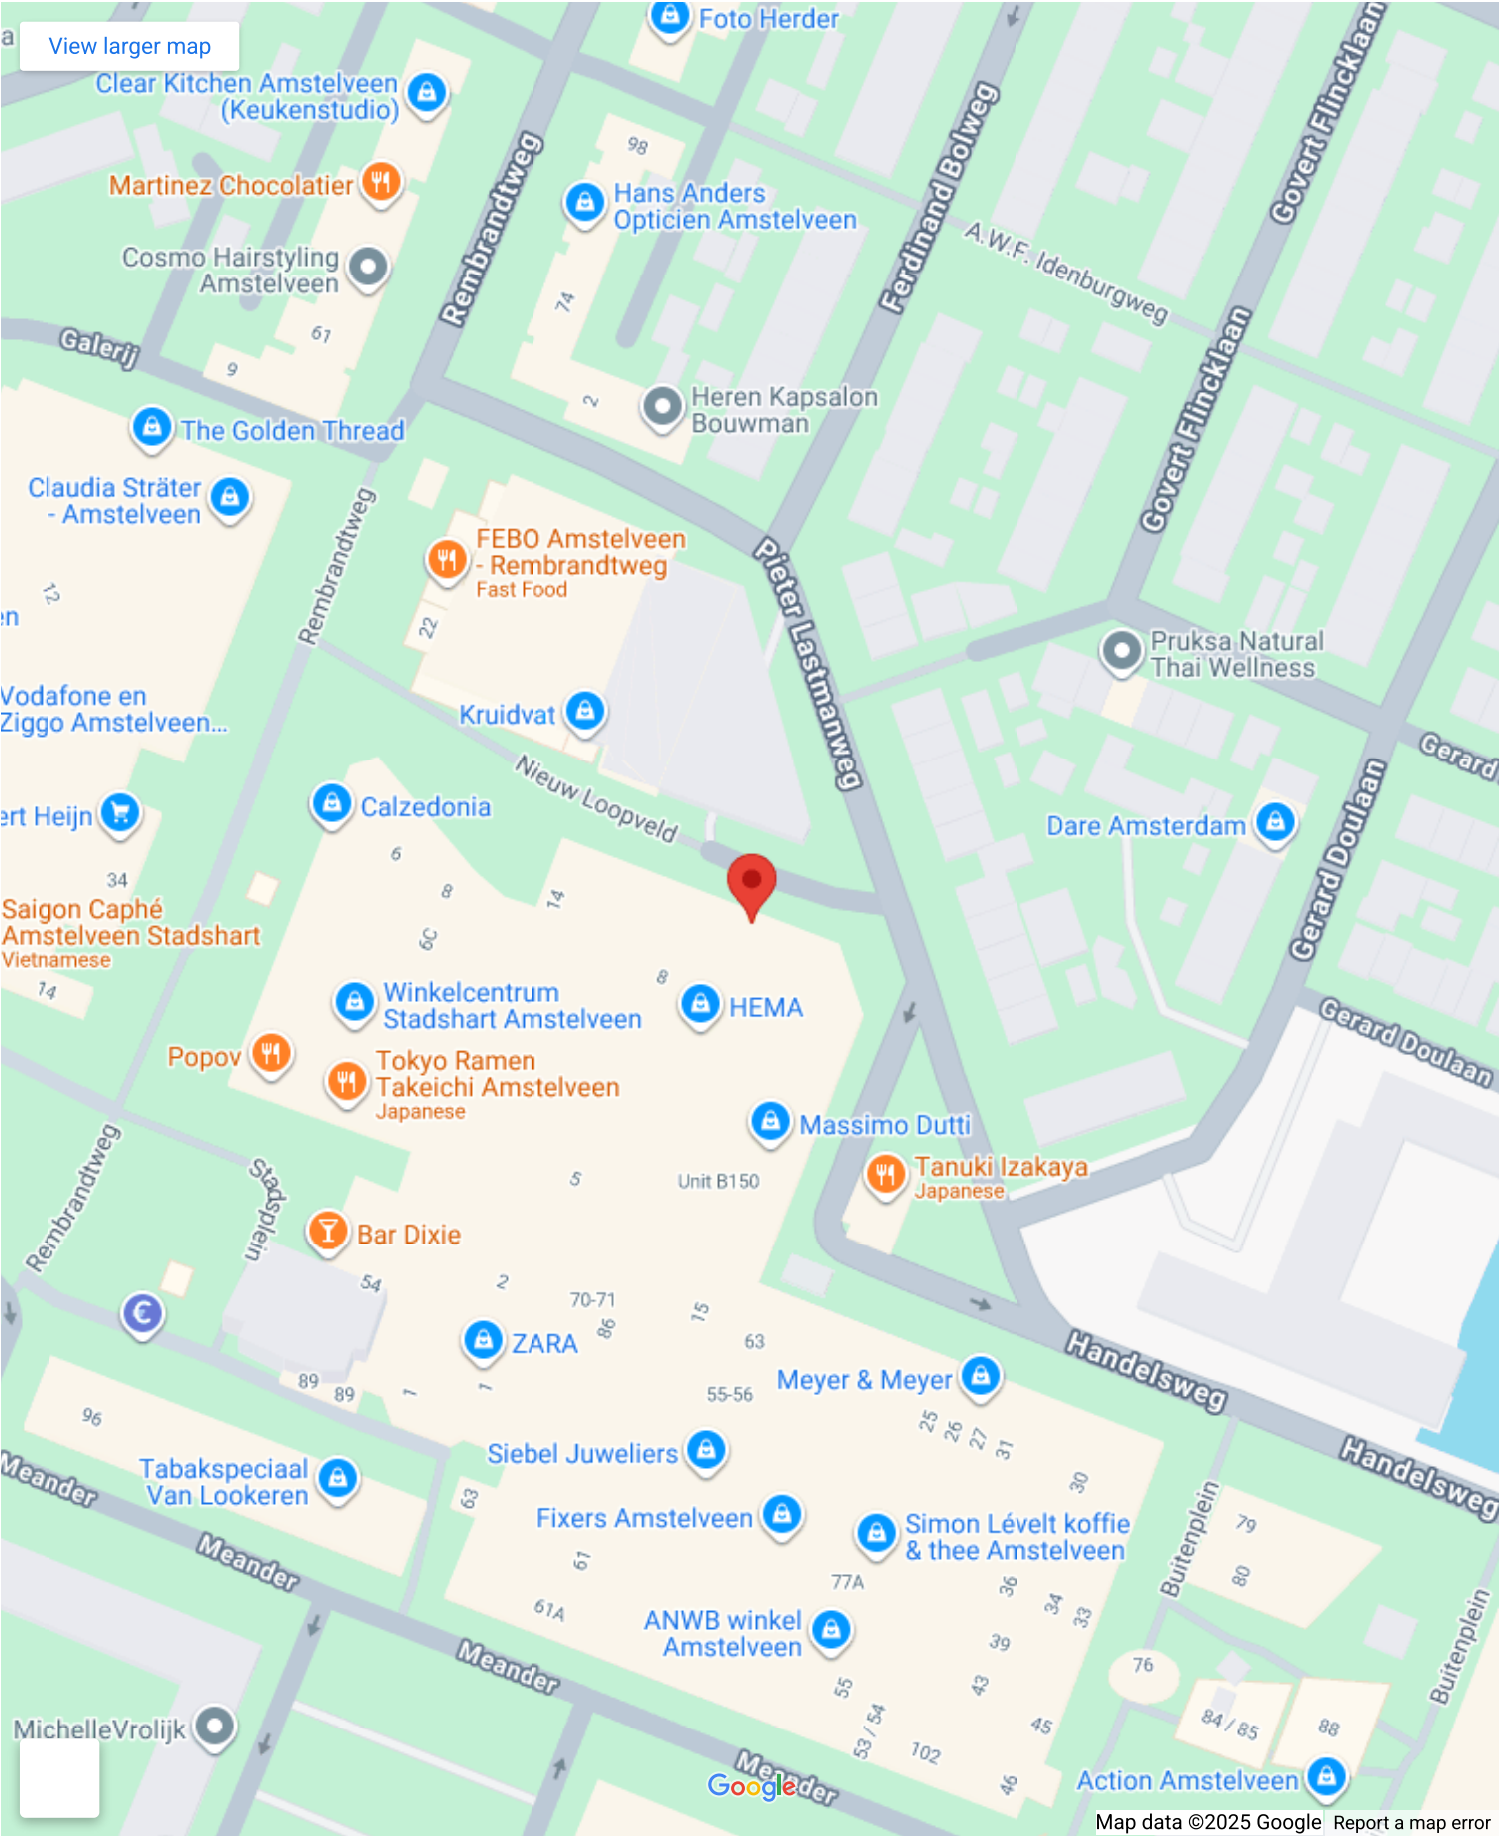 Foto Herder
a
View larger map
Clear Kitchen Amstelveen
(Keukenstudio)
Martinez Chocolatier
Cosmo Hairstyling
Amstelveen
98
Hans Anders
Opticien Amstelveen
Rembrandtweg
Ferdinand Bolweg
Govert Flincklaan
A.W.F. Idenburgweg
74
61
9
Galerij
2
Heren Kapsalon
Bouwman
Govert Flincklaan
The Golden Thread
Claudia Sträter
- Amstelveen
Rembrandtweg
FEBO Amstelveen
- Rembrandtweg
Fast Food
22
12
en
Pieter Lastmanweg
Pruksa Natural
Thai Wellness
Vodafone en
Ziggo Amstelveen...
Kruidvat
Nieuw Loopveld
Gerard
Gerard Doulaan
Calzedonia
ert Heijn
Dare Amsterdam
34
6
8
14
6C
Saigon Caphé
Amstelveen Stadshart
Vietnamese
14
8
HEMA
Winkelcentrum
Stadshart Amstelveen
Gerard Doulaan
Popov
Tokyo Ramen
Takeichi Amstelveen
Japanese
Massimo Dutti
Unit B150
5
Tanuki Izakaya
Japanese
Rembrandtweg
Stadsplein
Bar Dixie
54
2
70-71
86
15
63
€
ZARA
89
89
1
1
55-56
Meyer & Meyer
Handelsweg
25
26
27
31
30
96
Siebel Juweliers
Handelsweg
Meander
Tabakspeciaal
Van Lookeren
63
Fixers Amstelveen
Simon Lévelt koffie
& thee Amstelveen
Buitenplein
79
80
61
77A
36
34
33
61A
Meander
ANWB winkel
Amstelveen
39
43
Buitenplein
76
Meander
55
53 / 54
45
84 / 85
88
MichelleVrolijk
102
46
Meander
Google
Action Amstelveen
Map data ©2025 Google
Report a map error